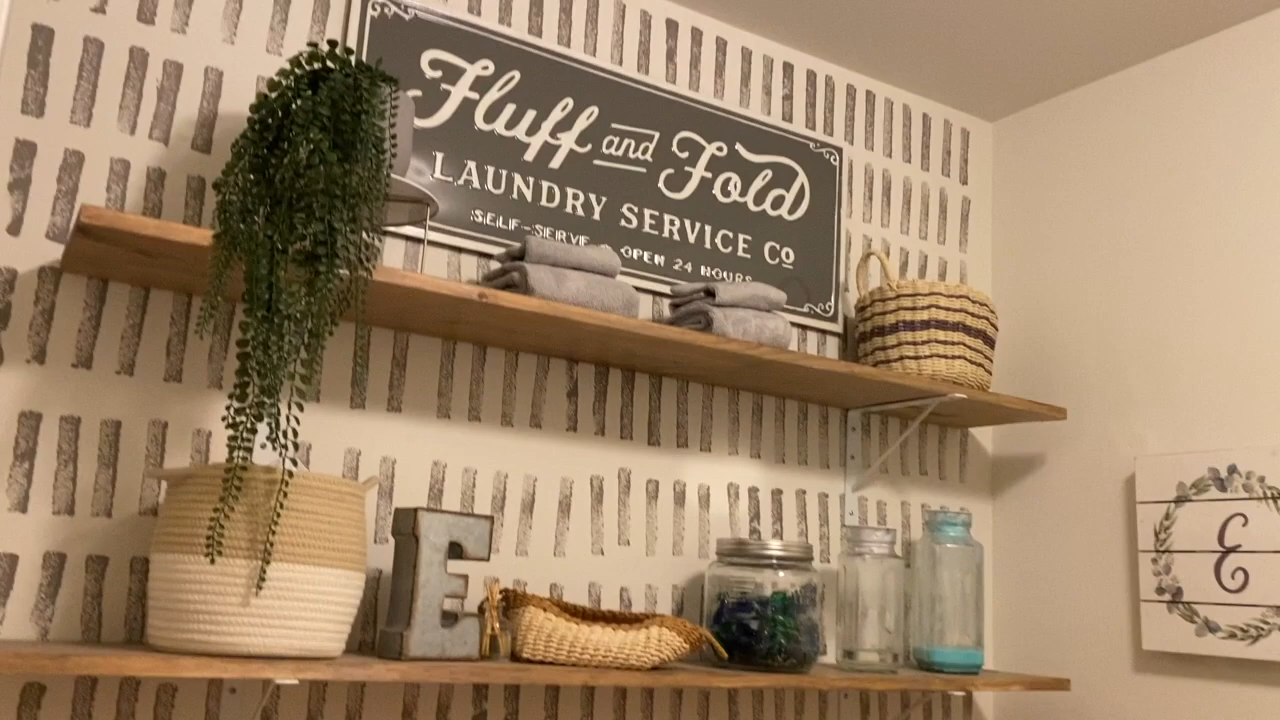 Fluff and Fold
LAUNDRY SERVICE Co
SELF-SERVE & OPEN 24 HOURS
E
E